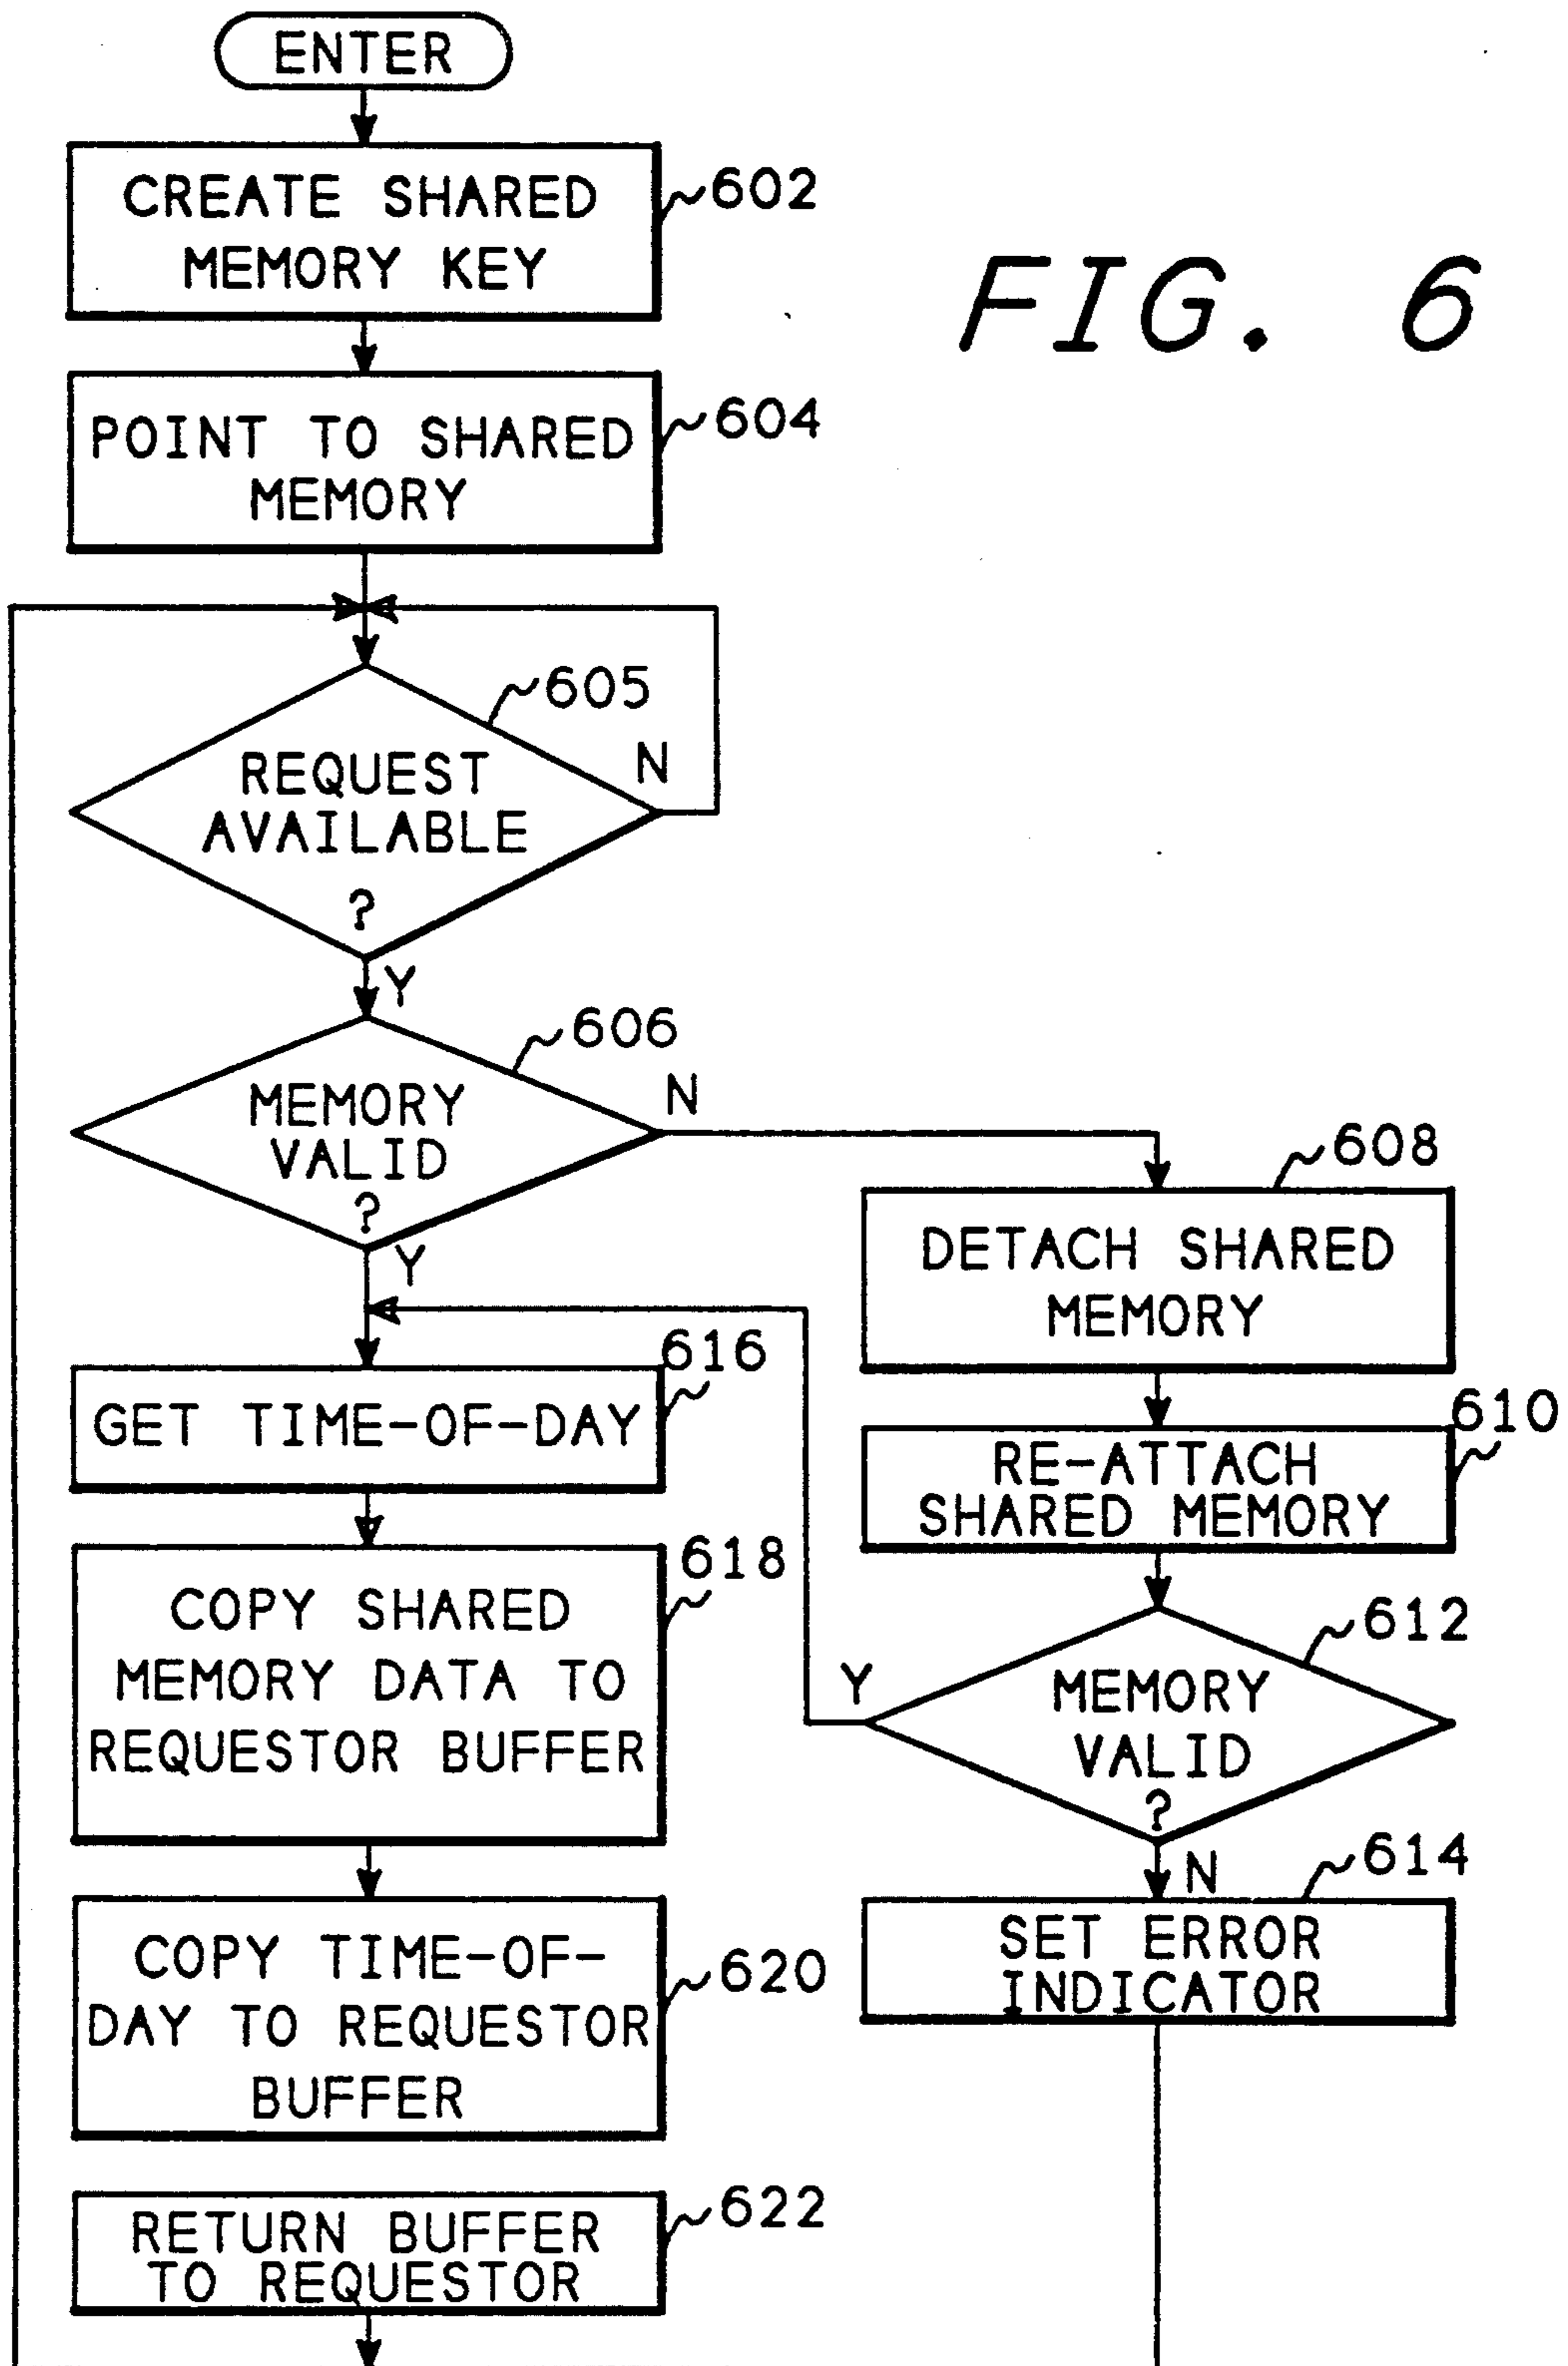 ENTER
CREATE SHARED
MEMORY KEY
602
FIG. 6
POINT TO SHARED
MEMORY
604
605
REQUEST
AVAILABLE
?
N
Y
606
MEMORY
VALID
?
N
Y
608
DETACH SHARED
MEMORY
616
GET TIME-OF-DAY
610
RE-ATTACH
SHARED MEMORY
618
COPY SHARED
MEMORY DATA TO
REQUESTOR BUFFER
612
MEMORY
VALID
?
Y
N
614
SET ERROR
INDICATOR
COPY TIME-OF-
DAY TO REQUESTOR
BUFFER
620
RETURN BUFFER
TO REQUESTOR
622